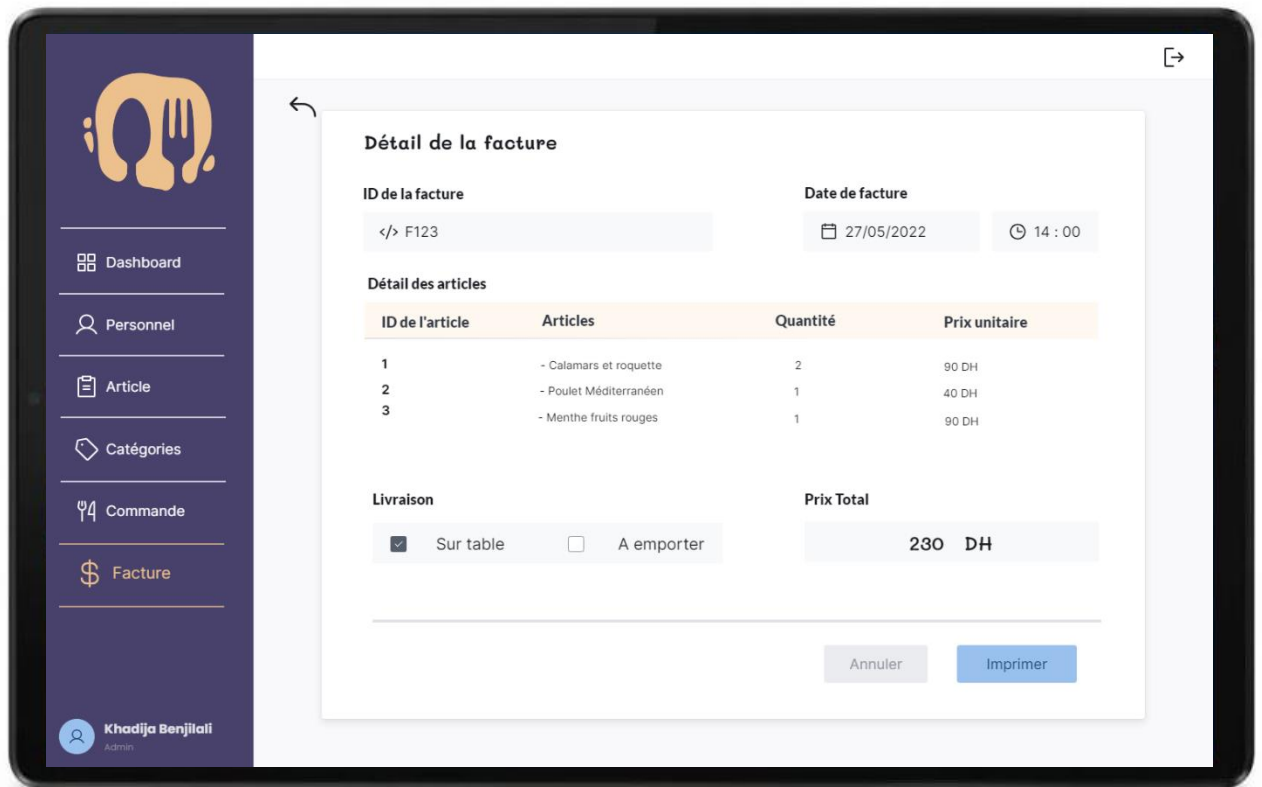 Dashboard
Personnel
Article
Catégories
Commande
Facture
Khadija Benjilali
Admin
Détail de la facture
ID de la facture
Date de facture
</> F123
27/05/2022
14 : 00
Détail des articles
ID de l'article Articles Quantité Prix unitaire
1 - Calamars et roquette 2 90 DH
2 - Poulet Méditerranéen 1 40 DH
3 - Menthe fruits rouges 1 90 DH
Livraison
Prix Total
Sur table A emporter
230 DH
Annuler Imprimer